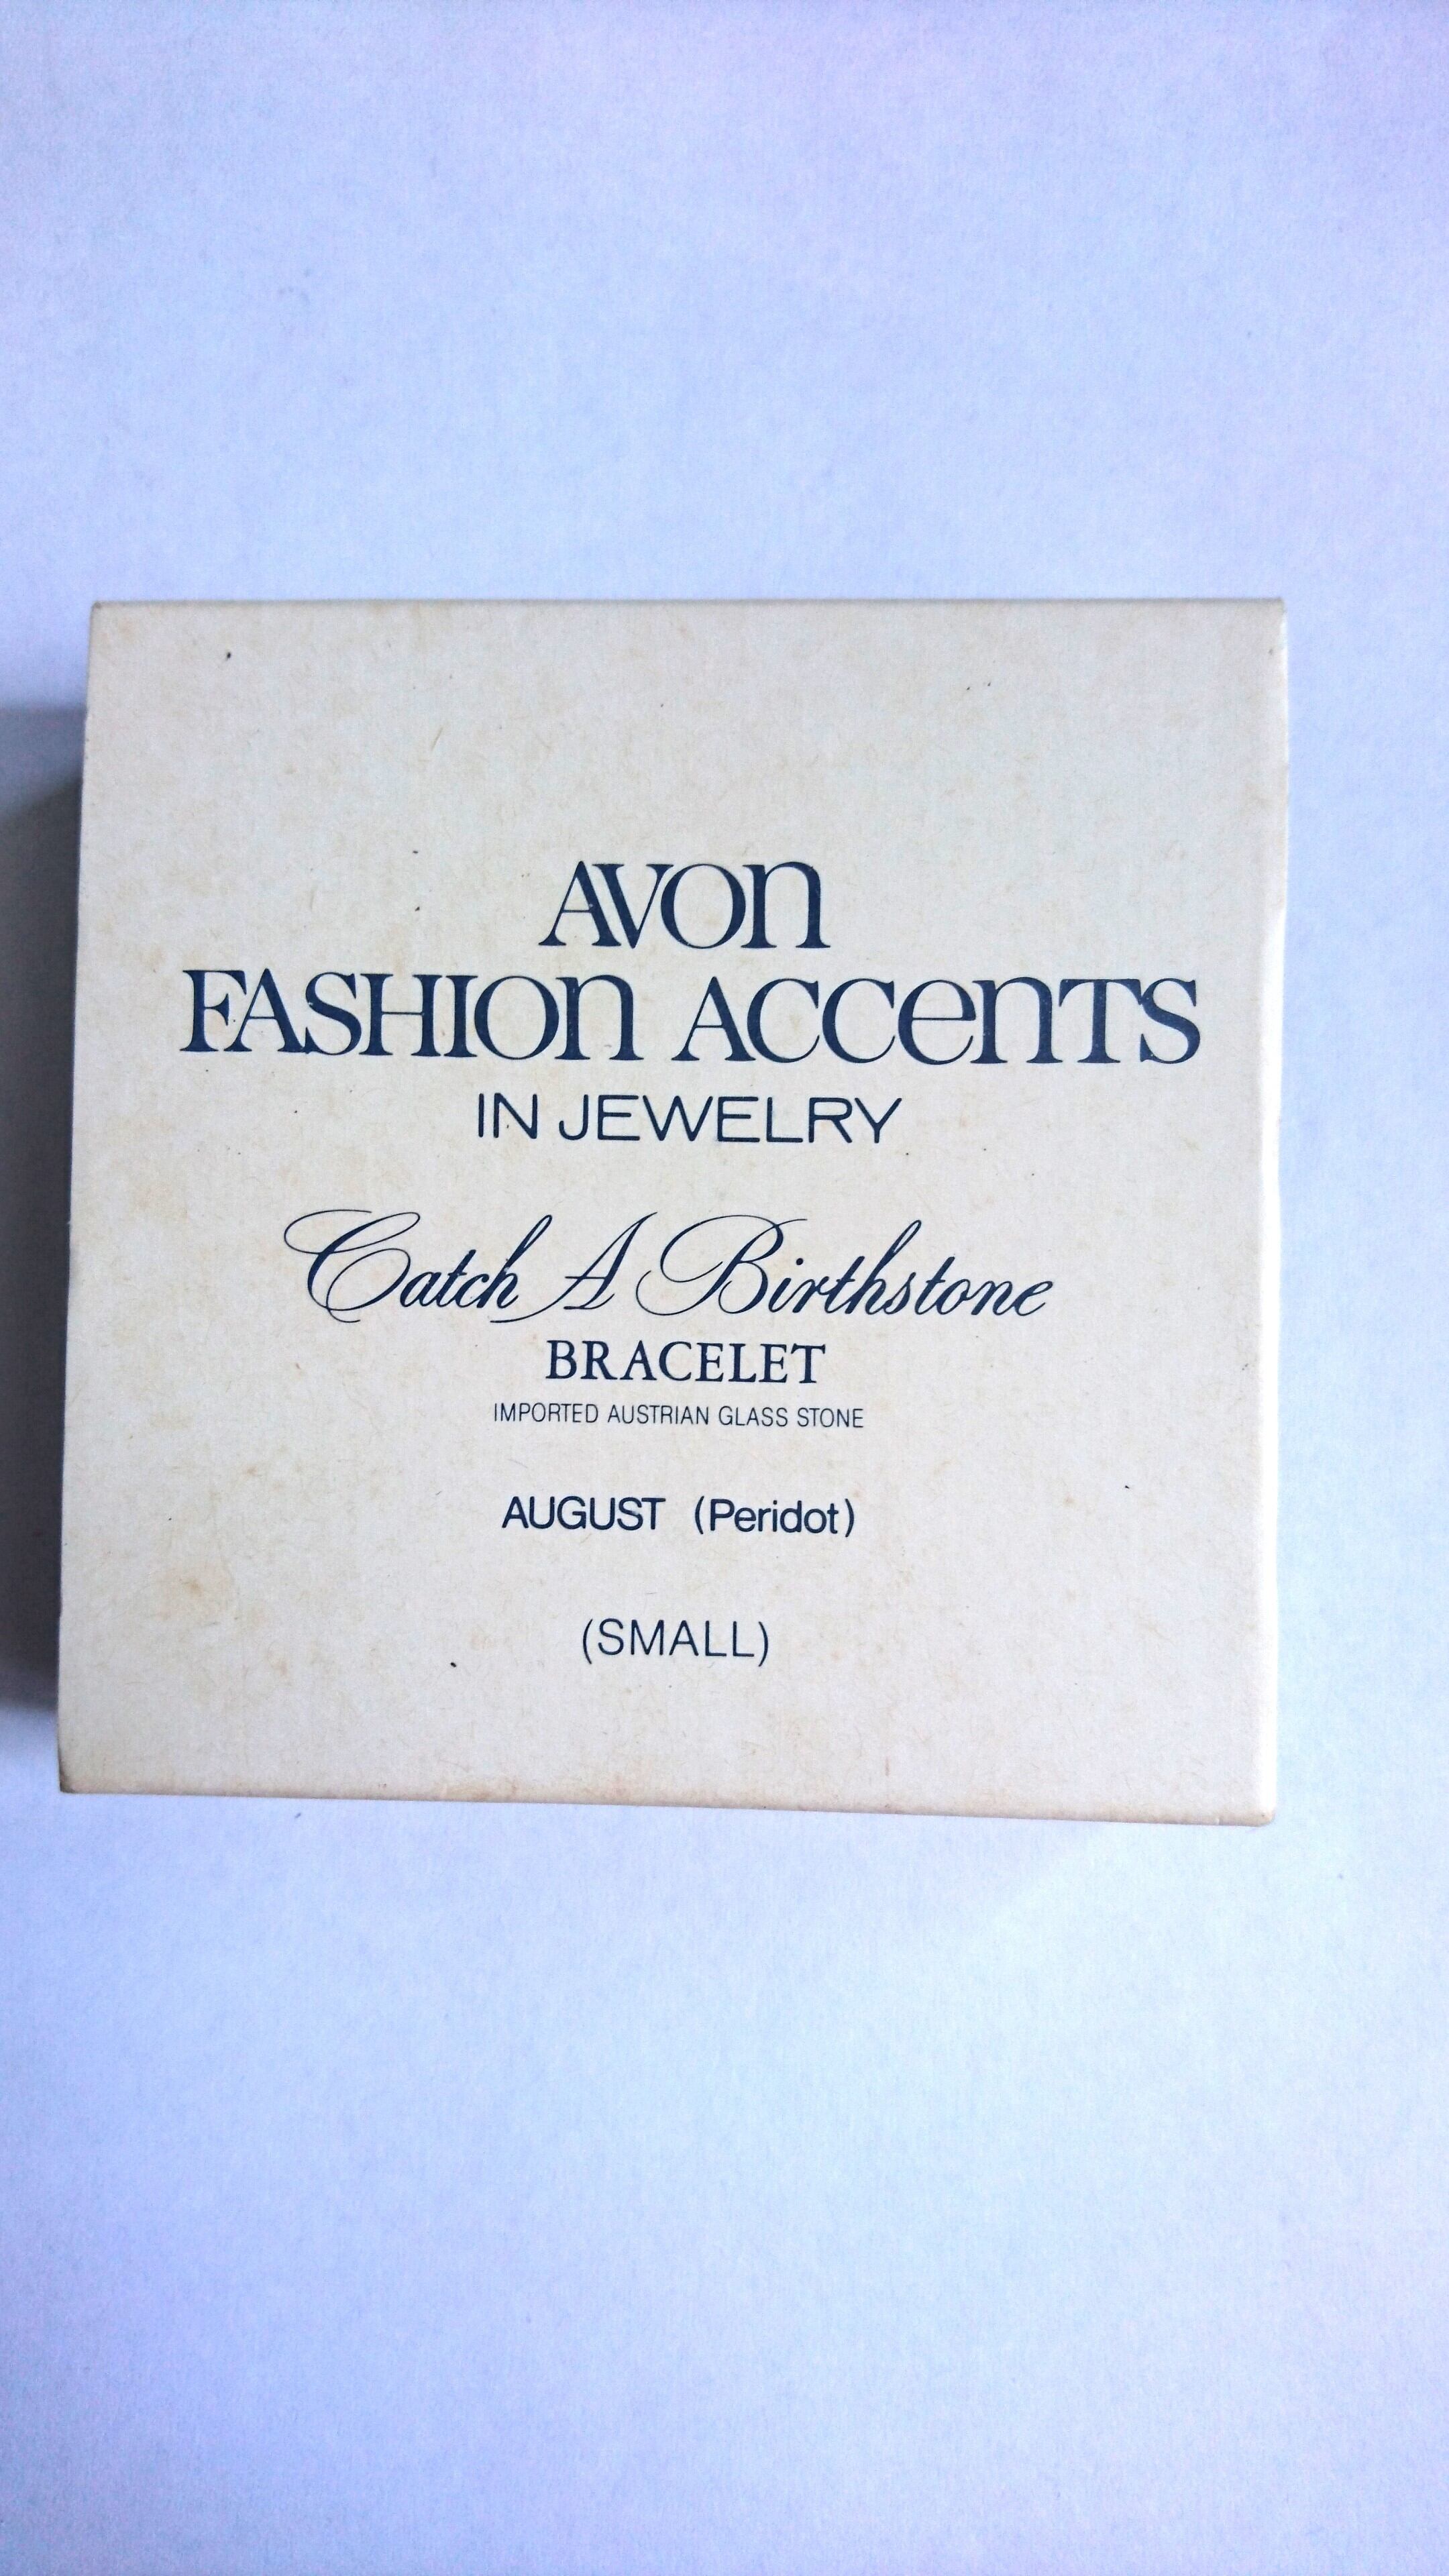 AVON
FASHION ACCENTS
IN JEWELRY
Catch A Birthstone
BRACELET
IMPORTED AUSTRIAN GLASS STONE
AUGUST (Peridot)
(SMALL)